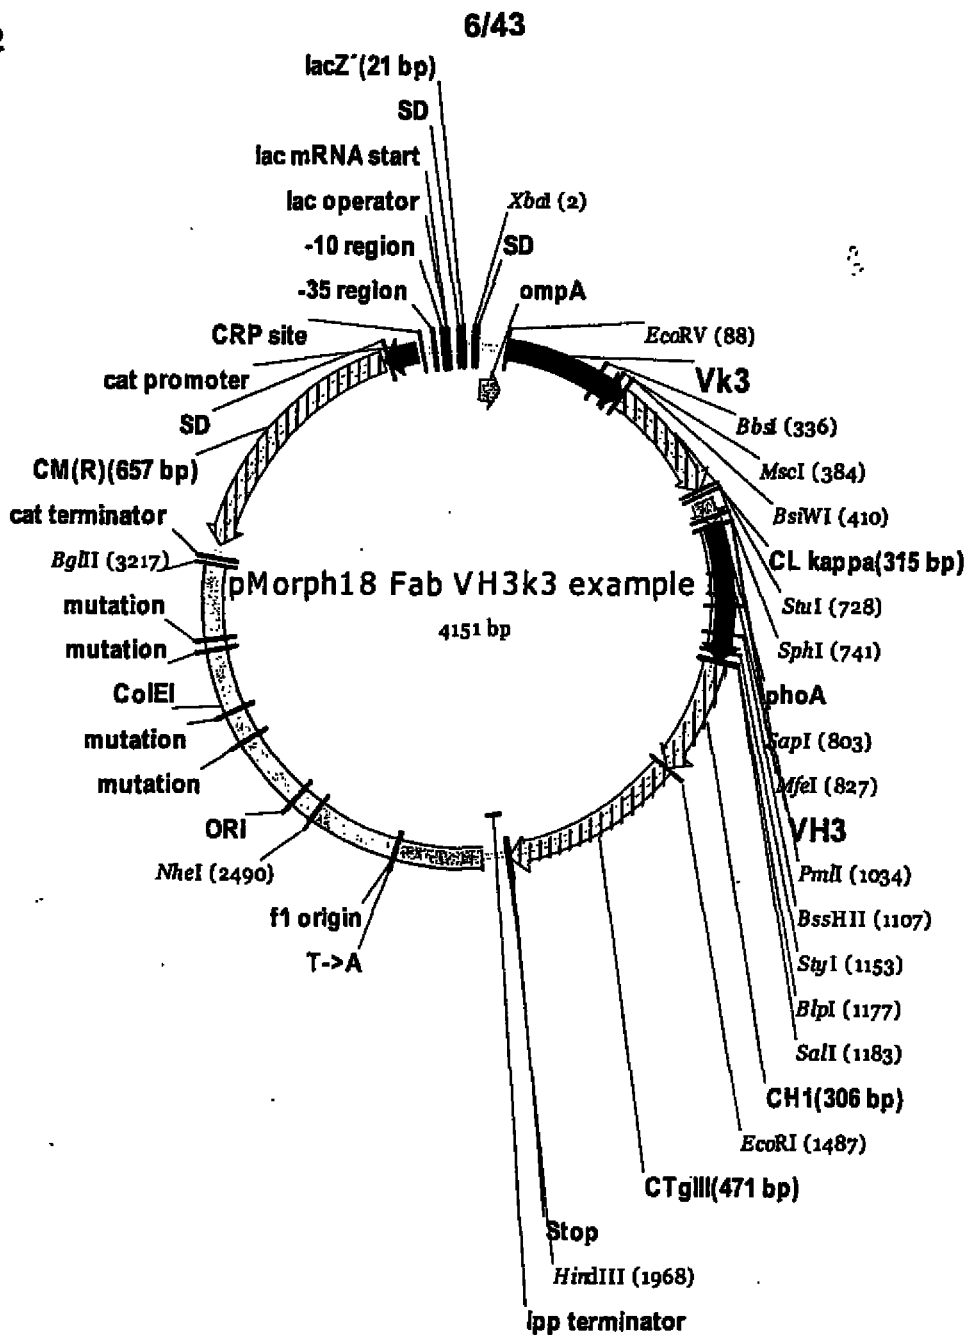 2
6/43
lacZ´(21 bp)
SD
lac mRNA start
lac operator
-10 region
-35 region
CRP site
cat promoter
SD
CM(R)(657 bp)
cat terminator
BglII (3217)
mutation
mutation
ColEI
mutation
mutation
ORI
NheI (2490)
f1 origin
T->A
XbaI (2)
SD
ompA
EcoRV (88)
Vk3
BbsI (336)
MscI (384)
BsiWI (410)
CL kappa(315 bp)
StuI (728)
SphI (741)
phoA
SapI (803)
MfeI (827)
VH3
PmlI (1034)
BssHII (1107)
StyI (1153)
BlpI (1177)
SalI (1183)
CH1(306 bp)
EcoRI (1487)
CTgIII(471 bp)
Stop
HindIII (1968)
lpp terminator
pMorph18 Fab VH3k3 example
4151 bp